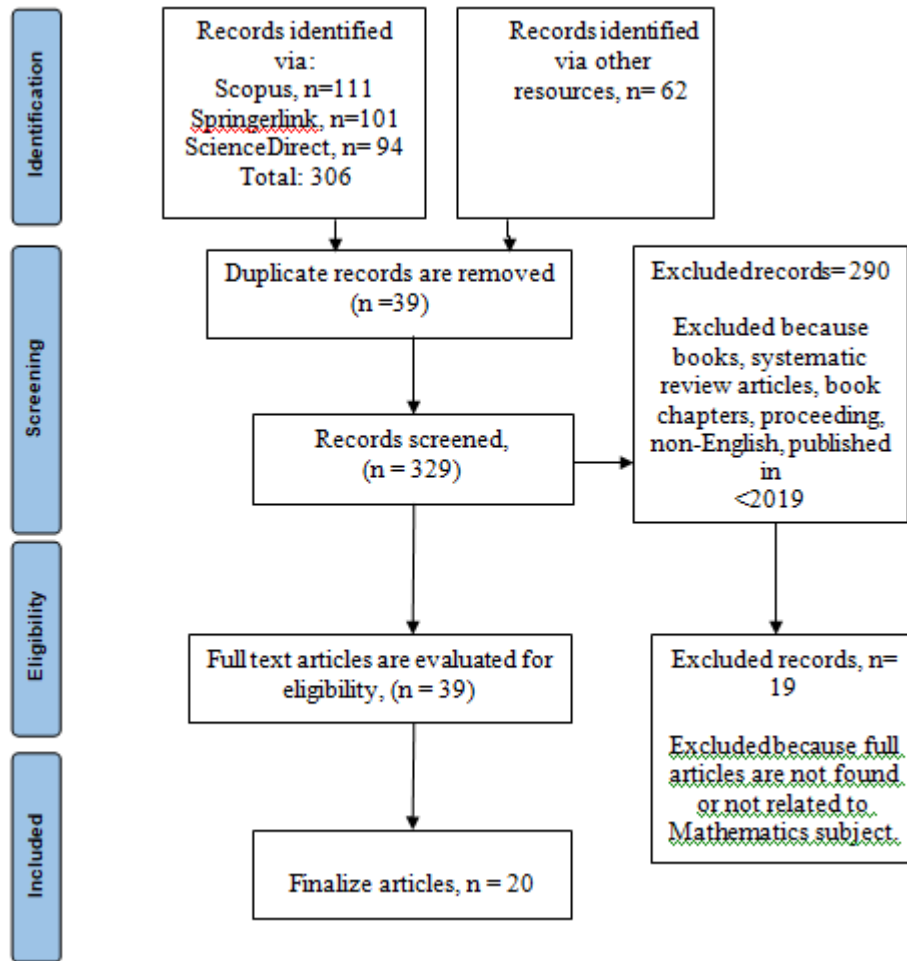 Identification
Records identified
via:
Scopus, n=111
Springerlink, n=101
ScienceDirect, n= 94
Total: 306
Records identified
via other
resources, n= 62
Screening
Duplicate records are removed
(n =39)
Excludedrecords= 290
Excluded because
books, systematic
review articles, book
chapters, proceeding,
non-English, published
in
<2019
Records screened,
(n = 329)
Eligibility
Full text articles are evaluated for
eligibility, (n = 39)
Excluded records, n=
19
Excludedbecause full
articles are not found
or not related to
Mathematics subject.
Included
Finalize articles, n = 20